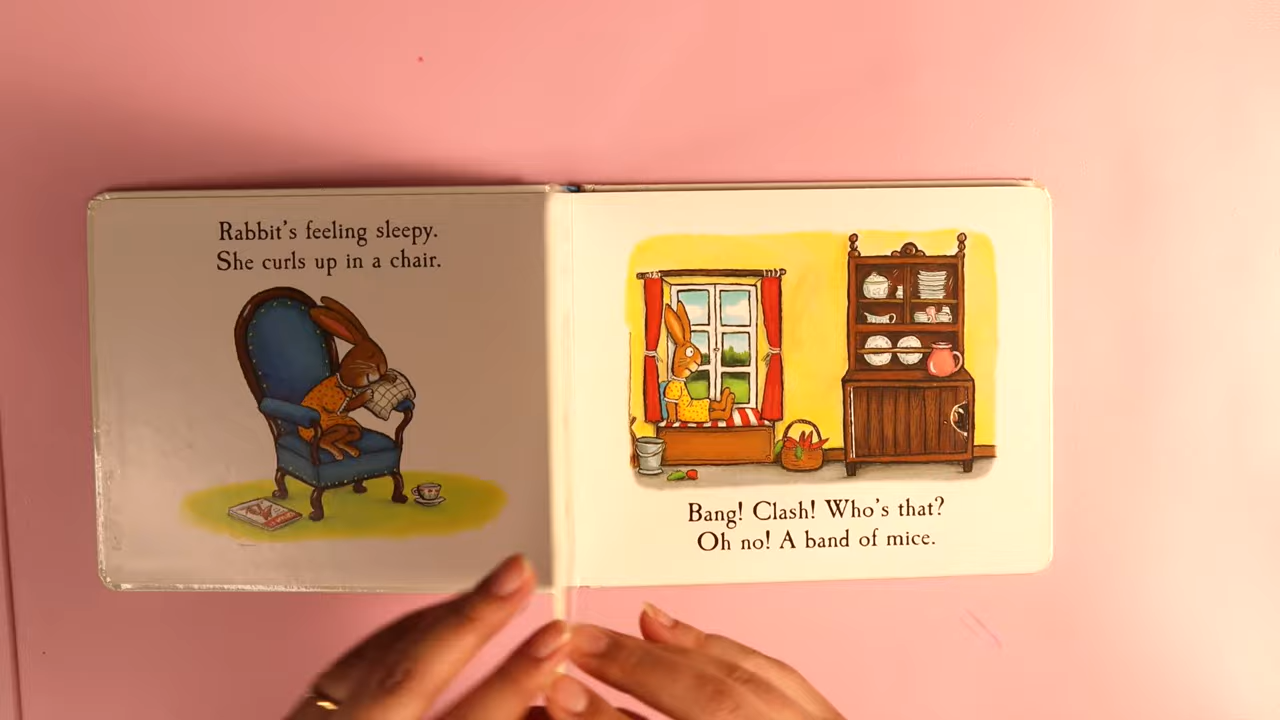 Rabbit's feeling sleepy.
She curls up in a chair.
Bang! Clash! Who's that?
Oh no! A band of mice.